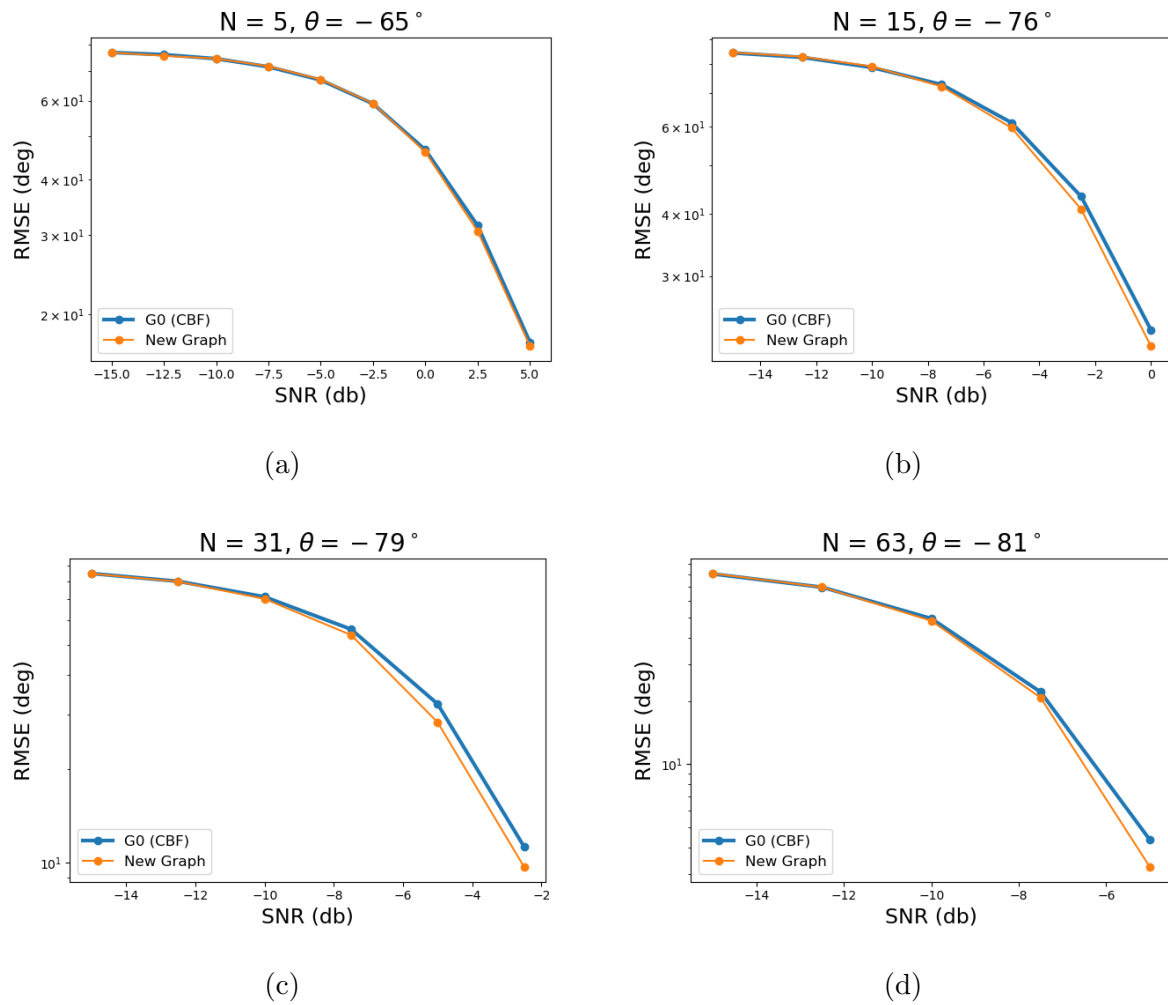 N = 5, θ = −65°
RMSE (deg)
6 × 10¹
4 × 10¹
3 × 10¹
2 × 10¹
G0 (CBF)
New Graph
−15.0 −12.5 −10.0 −7.5 −5.0 −2.5 0.0 2.5 5.0
SNR (db)
(a)
N = 15, θ = −76°
RMSE (deg)
6 × 10¹
4 × 10¹
3 × 10¹
G0 (CBF)
New Graph
−14 −12 −10 −8 −6 −4 −2 0
SNR (db)
(b)
N = 31, θ = −79°
RMSE (deg)
10¹
G0 (CBF)
New Graph
−14 −12 −10 −8 −6 −4 −2
SNR (db)
(c)
N = 63, θ = −81°
RMSE (deg)
10¹
G0 (CBF)
New Graph
−14 −12 −10 −8 −6
SNR (db)
(d)